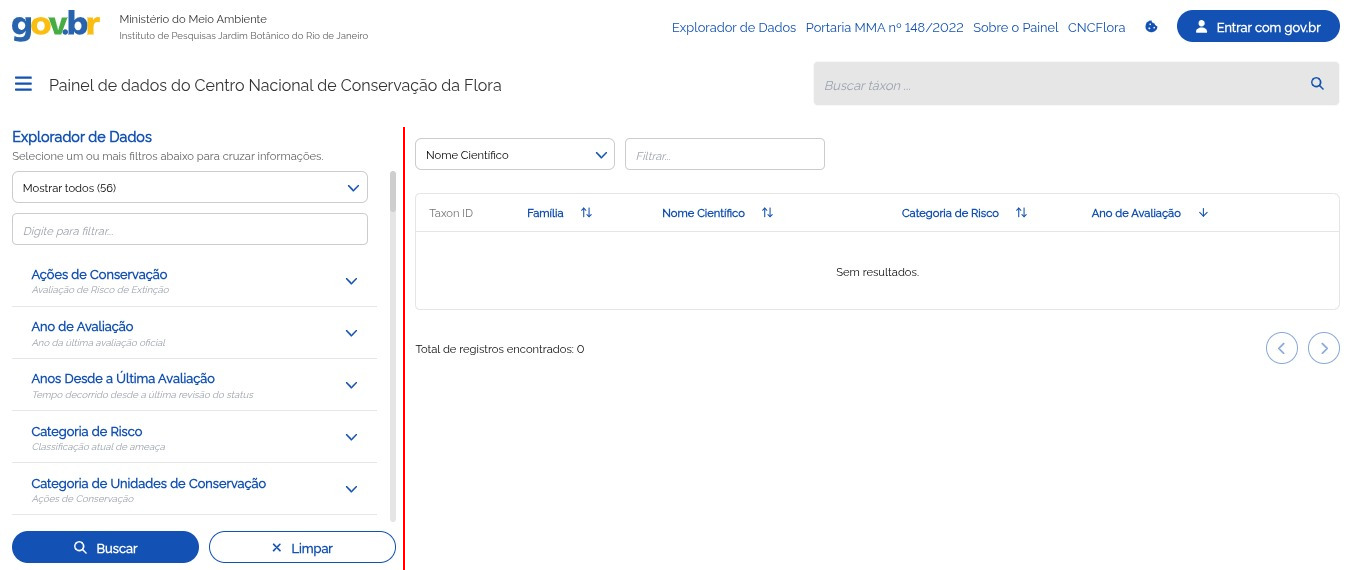 gov.br
Ministério do Meio Ambiente
Instituto de Pesquisas Jardim Botânico do Rio de Janeiro
Explorador de Dados Portaria MMA nº 148/2022 Sobre o Painel CNCFlora Entrar com gov.br
Painel de dados do Centro Nacional de Conservação da Flora
Buscar táxon ...
Explorador de Dados
Selecione um ou mais filtros abaixo para cruzar informações.
Mostrar todos (56)
Digite para filtrar...
Ações de Conservação
Avaliação de Risco de Extinção
Ano de Avaliação
Ano da última avaliação oficial
Anos Desde a Última Avaliação
Tempo decorrido desde a última revisão do status
Categoria de Risco
Classificação atual de ameaça
Categoria de Unidades de Conservação
Ações de Conservação
Buscar Limpar
Nome Científico Filtrar...
Taxon ID Família Nome Científico Categoria de Risco Ano de Avaliação
Sem resultados.
Total de registros encontrados: 0